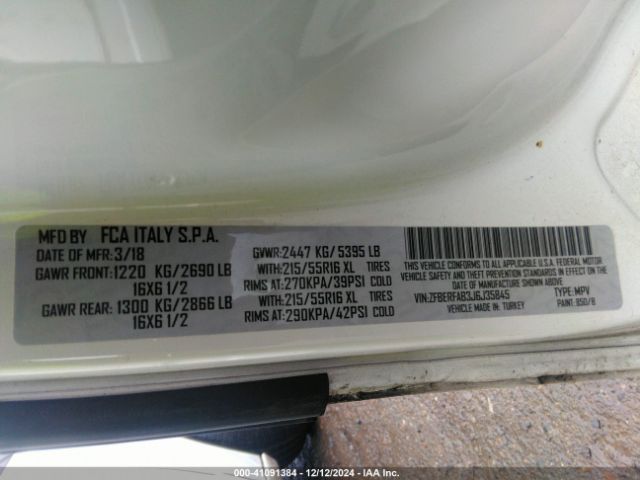 MFD BY FCA ITALY S.P.A.
DATE OF MFR: 3/18 GVWR: 2447 KG/ 5395 LB
GAWR FRONT: 1220 KG/2690 LB WITH: 215/55R16 XL TIRES
16X6 1/2 RIMS AT: 270KPA/39PSI COLD
GAWR REAR: 1300 KG/2866 LB WITH: 215/55R16 XL TIRES
16X6 1/2 RIMS AT: 290KPA/42PSI COLD
THIS VEHICLE CONFORMS TO ALL APPLICABLE U.S.A. FEDERAL MOTOR
VEHICLE SAFETY AND THEFT PREVENTION STANDARDS IN
EFFECT ON THE DATE OF MANUFACTURE SHOWN ABOVE.
VIN: ZFBERFAB3J6J35845 TYPE: MPV
VEHICLE MADE IN: TURKEY PAINT: 950/B
000-41091384 - 12/12/2024 - IAA Inc.